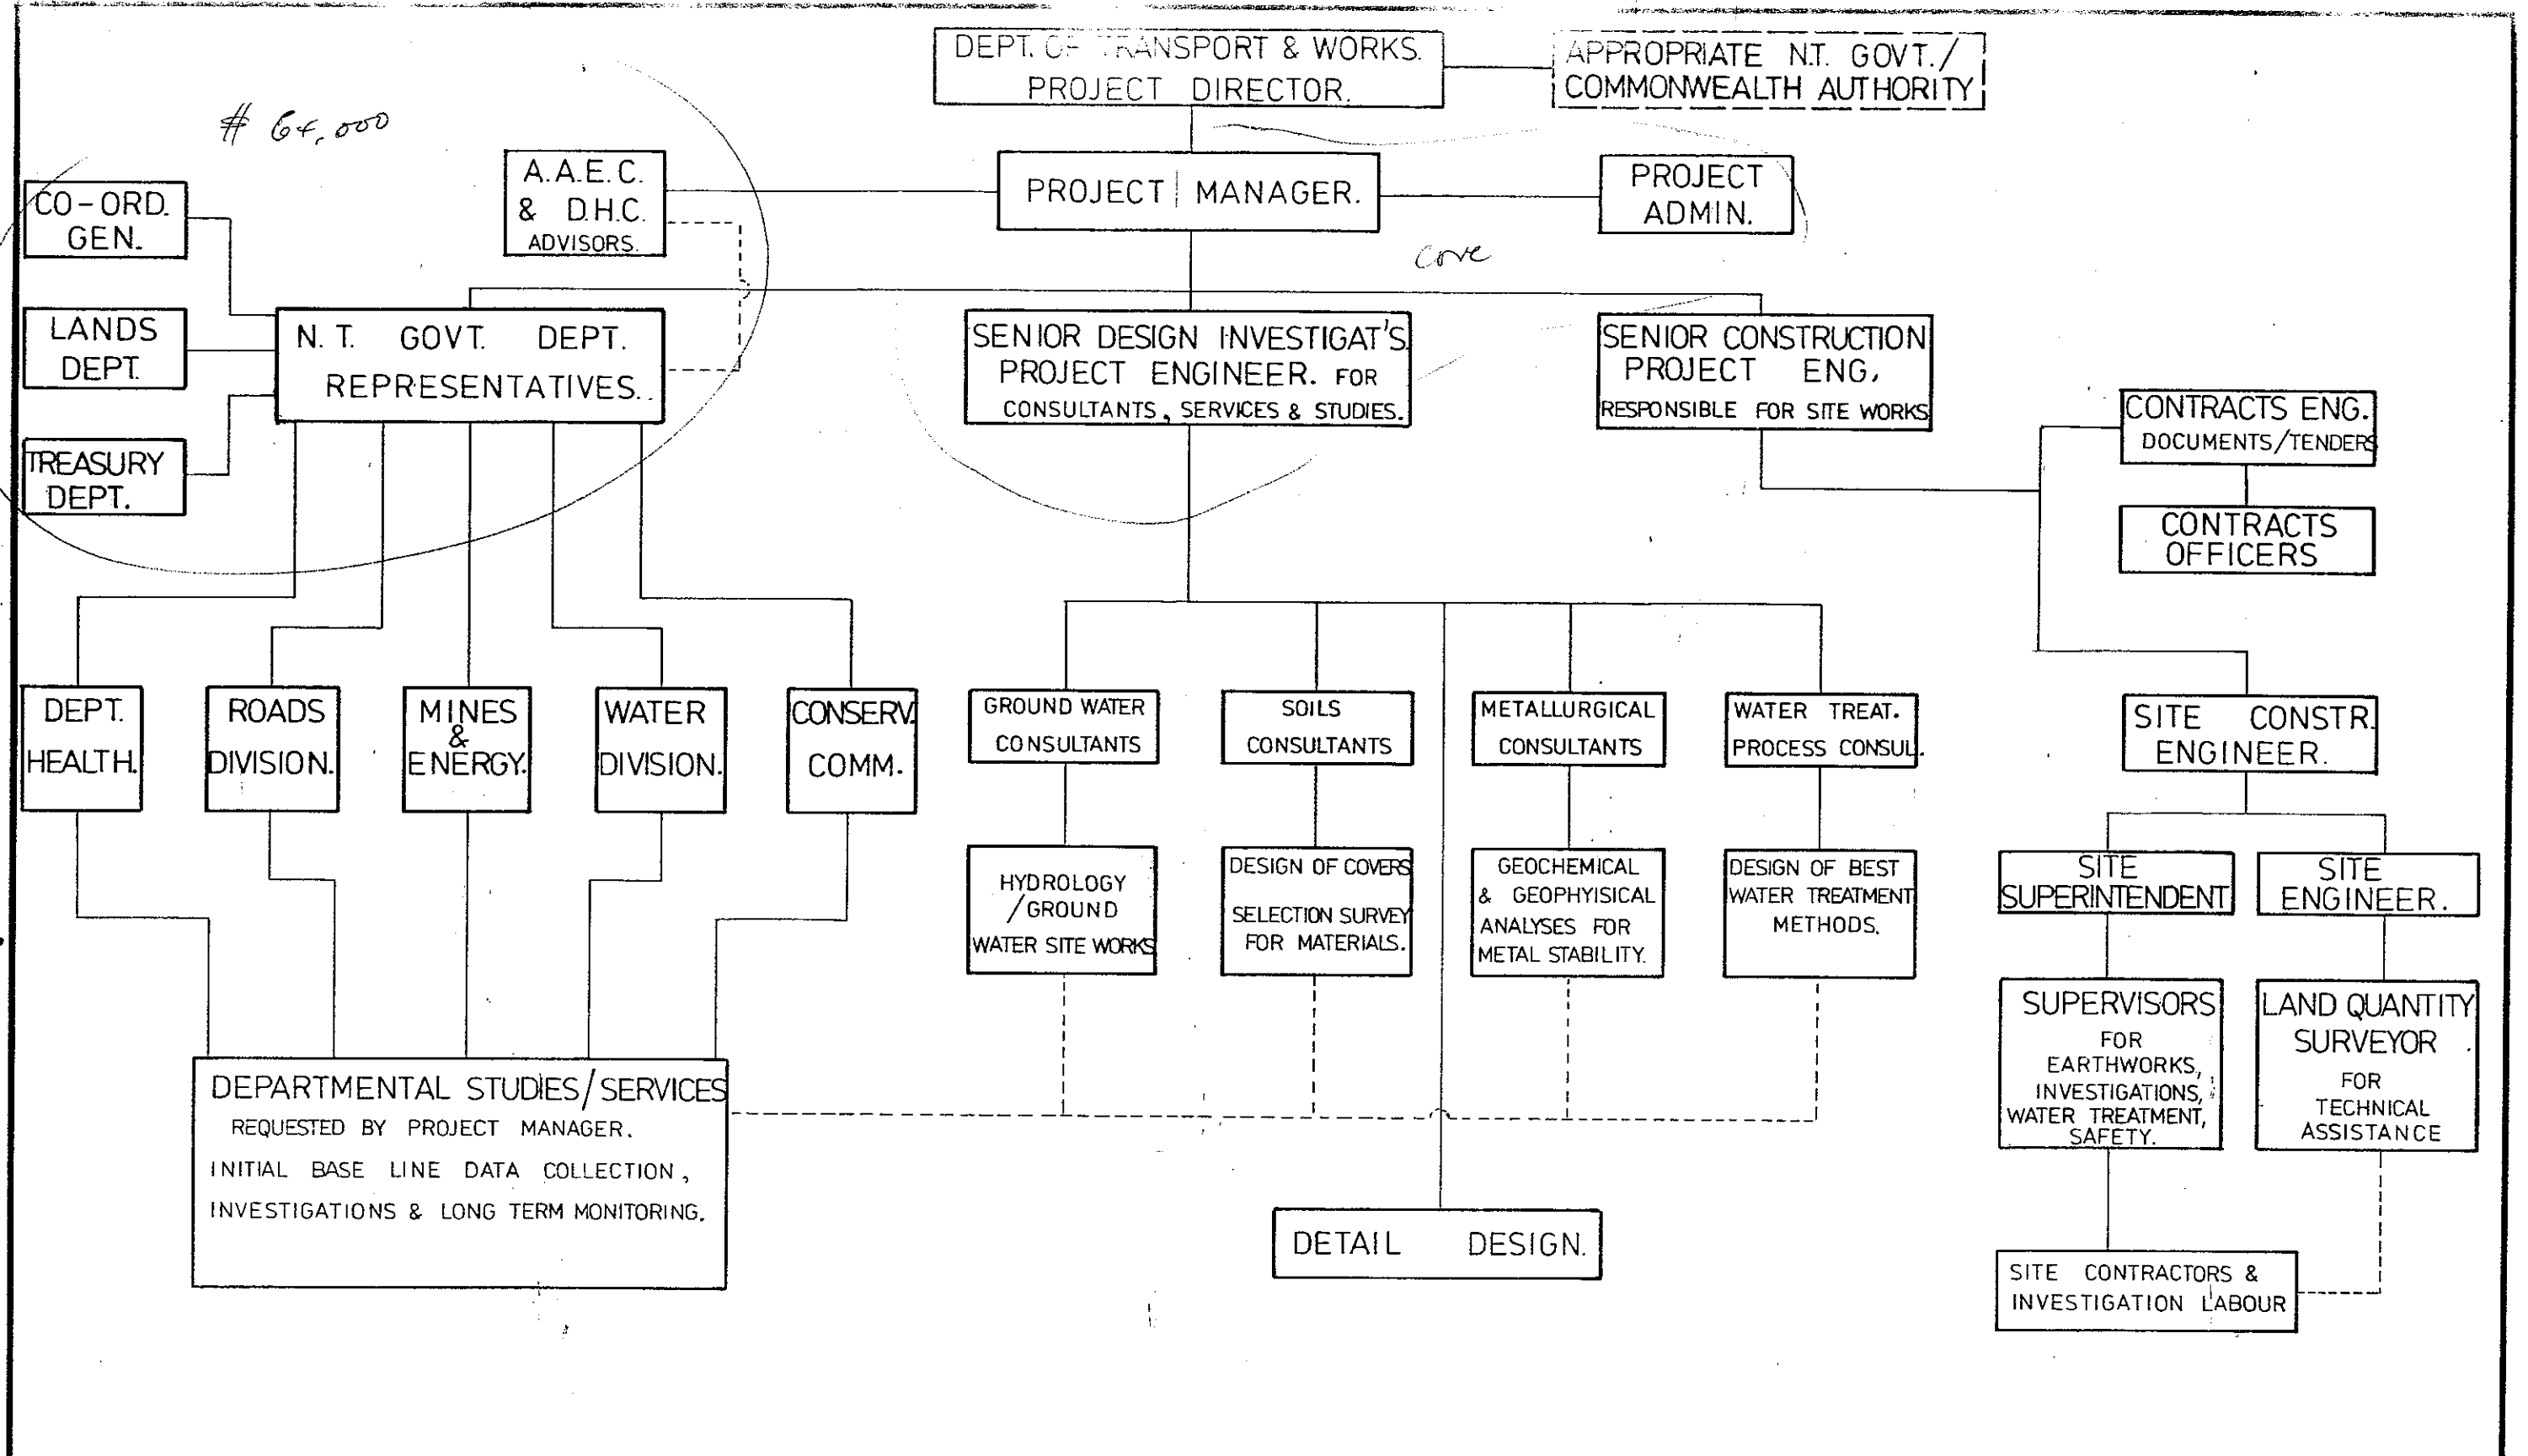 DEPT. OF TRANSPORT & WORKS.
PROJECT DIRECTOR.
APPROPRIATE N.T. GOVT./
COMMONWEALTH AUTHORITY
A.A.E.C.
& D.H.C.
ADVISORS.
PROJECT MANAGER.
PROJECT
ADMIN.
CO-ORD.
GEN.
LANDS
DEPT.
TREASURY
DEPT.
N.T. GOVT. DEPT.
REPRESENTATIVES.
SENIOR DESIGN INVESTIGAT'S.
PROJECT ENGINEER. FOR
CONSULTANTS, SERVICES & STUDIES.
SENIOR CONSTRUCTION
PROJECT ENG.
RESPONSIBLE FOR SITE WORKS
CONTRACTS ENG.
DOCUMENTS/TENDERS
CONTRACTS
OFFICERS
DEPT.
HEALTH.
ROADS
DIVISION.
MINES
&
ENERGY.
WATER
DIVISION.
CONSERV.
COMM.
GROUND WATER
CONSULTANTS
SOILS
CONSULTANTS
METALLURGICAL
CONSULTANTS
WATER TREAT.
PROCESS CONSUL.
SITE CONSTR.
ENGINEER.
HYDROLOGY
/GROUND
WATER SITE WORKS
DESIGN OF COVERS
SELECTION SURVEY
FOR MATERIALS.
GEOCHEMICAL
& GEOPHYISICAL
ANALYSES FOR
METAL STABILITY.
DESIGN OF BEST
WATER TREATMENT
METHODS.
SITE
SUPERINTENDENT
SITE
ENGINEER.
SUPERVISORS
FOR
EARTHWORKS,
INVESTIGATIONS,
WATER TREATMENT,
SAFETY.
LAND QUANTITY
SURVEYOR
FOR
TECHNICAL
ASSISTANCE
DEPARTMENTAL STUDIES/SERVICES
REQUESTED BY PROJECT MANAGER.
INITIAL BASE LINE DATA COLLECTION,
INVESTIGATIONS & LONG TERM MONITORING.
DETAIL DESIGN.
SITE CONTRACTORS &
INVESTIGATION LABOUR